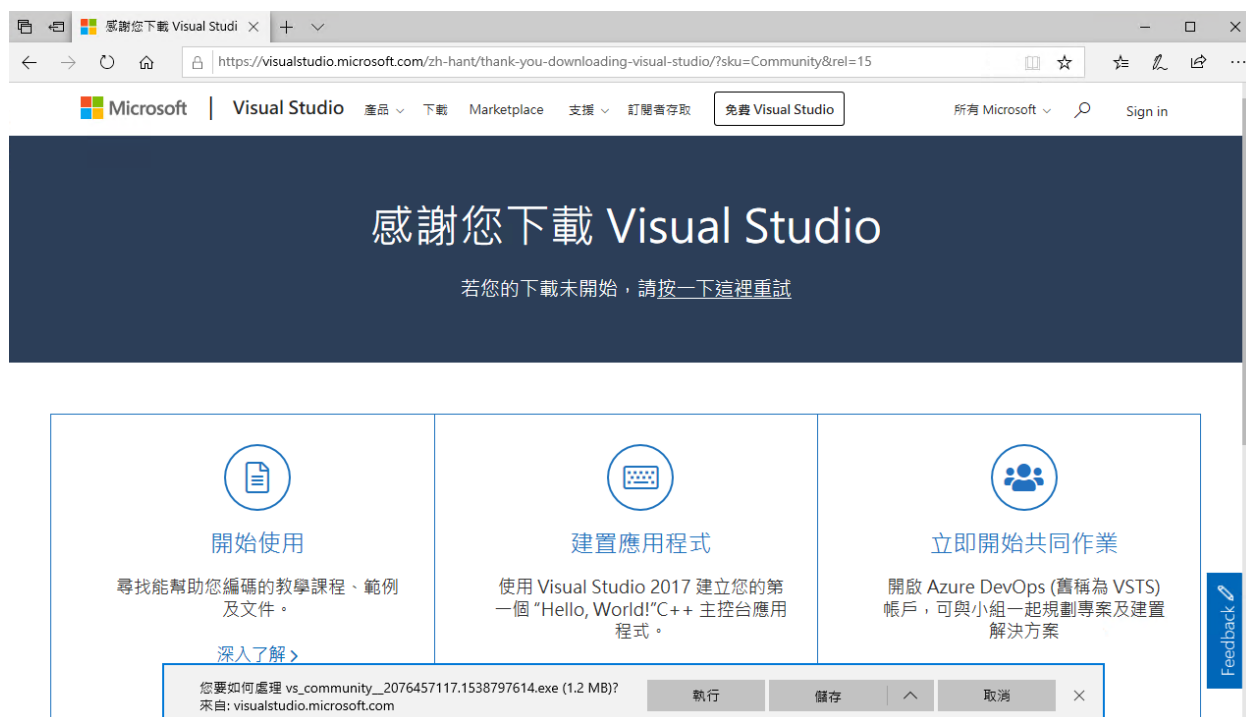 感謝您下載 Visual Studi
https://visualstudio.microsoft.com/zh-hant/thank-you-downloading-visual-studio/?sku=Community&rel=15
Microsoft | Visual Studio 產品 下載 Marketplace 支援 訂閱者存取 免費 Visual Studio 所有 Microsoft Sign in
感謝您下載 Visual Studio
若您的下載未開始，請按一下這裡重試
開始使用
尋找能幫助您編碼的教學課程、範例
及文件。
深入了解
建置應用程式
使用 Visual Studio 2017 建立您的第
一個 “Hello, World!”C++ 主控台應用
程式。
立即開始共同作業
開啟 Azure DevOps (舊稱為 VSTS)
帳戶，可與小組一起規劃專案及建置
解決方案
Feedback
您要如何處理 vs_community__2076457117.1538797614.exe (1.2 MB)?
來自: visualstudio.microsoft.com
執行 儲存 取消